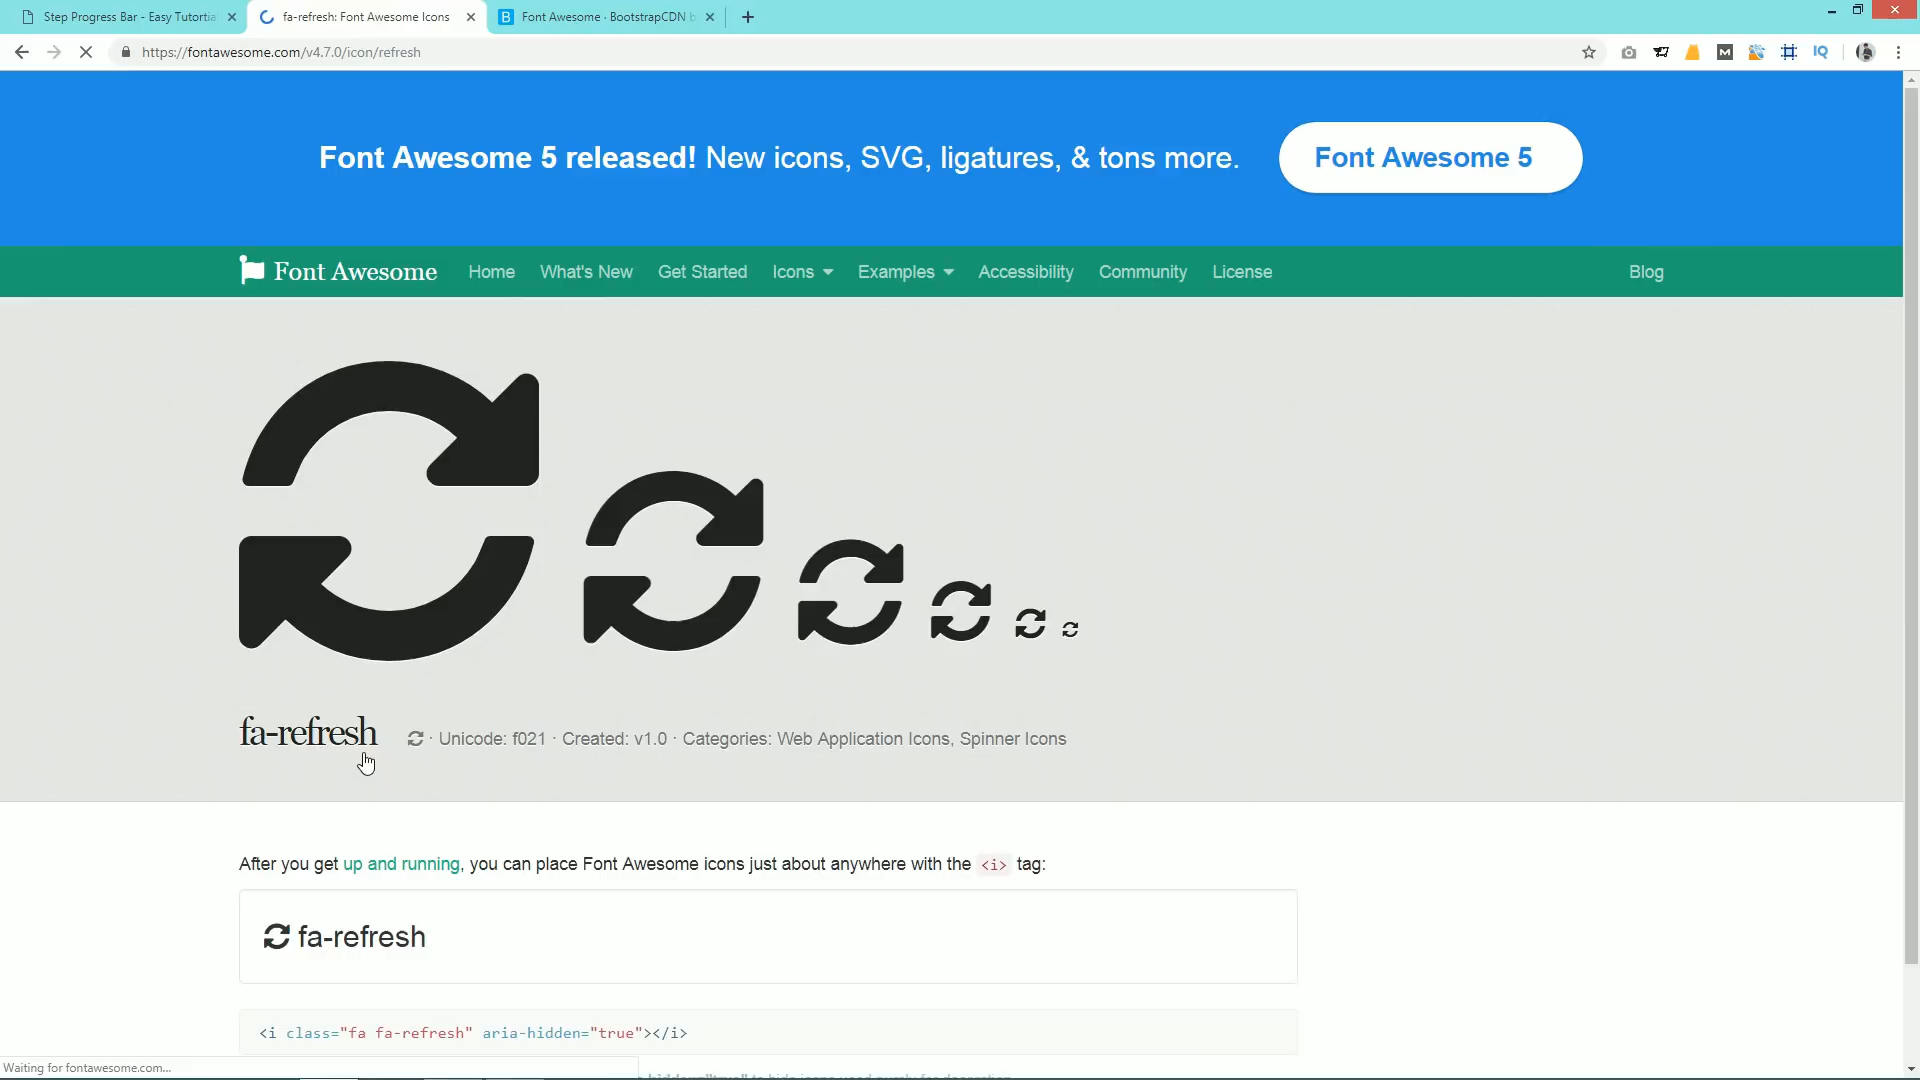 Step Progress Bar - Easy Tutoria
fa-refresh: Font Awesome Icons
Font Awesome · BootstrapCDN b
https://fontawesome.com/v4.7.0/icon/refresh
Font Awesome 5 released! New icons, SVG, ligatures, & tons more.
Font Awesome 5
Font Awesome
Home
What's New
Get Started
Icons
Examples
Accessibility
Community
License
Blog
fa-refresh
· Unicode: f021 · Created: v1.0 · Categories: Web Application Icons, Spinner Icons
After you get up and running, you can place Font Awesome icons just about anywhere with the <i> tag:
fa-refresh
<i class="fa fa-refresh" aria-hidden="true"></i>
Waiting for fontawesome.com...